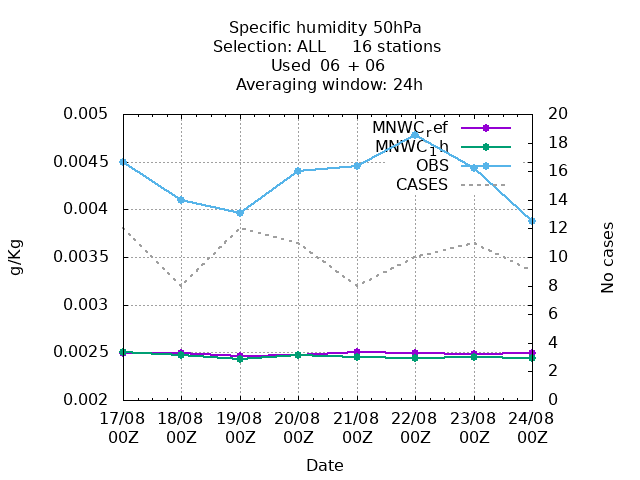 Specific humidity 50hPa
Selection: ALL 16 stations
Used 06 + 06
Averaging window: 24h
0.005
0.0045
0.004
0.0035
0.003
0.0025
0.002
g/Kg
20
18
16
14
12
10
8
6
4
2
0
No cases
MNWCref
MNWC1h
OBS
CASES
17/08 18/08 19/08 20/08 21/08 22/08 23/08 24/08
00Z 00Z 00Z 00Z 00Z 00Z 00Z 00Z
Date